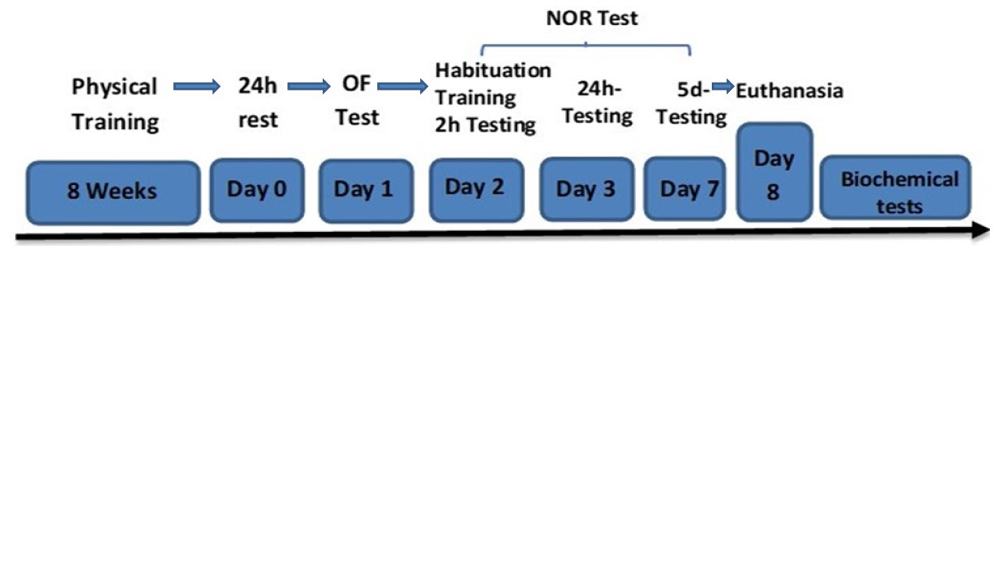 NOR Test
Physical
Training
24h
rest
OF
Test
Habituation
Training
2h Testing
24h-
Testing
5d-
Testing
Euthanasia
8 Weeks
Day 0
Day 1
Day 2
Day 3
Day 7
Day
8
Biochemical
tests